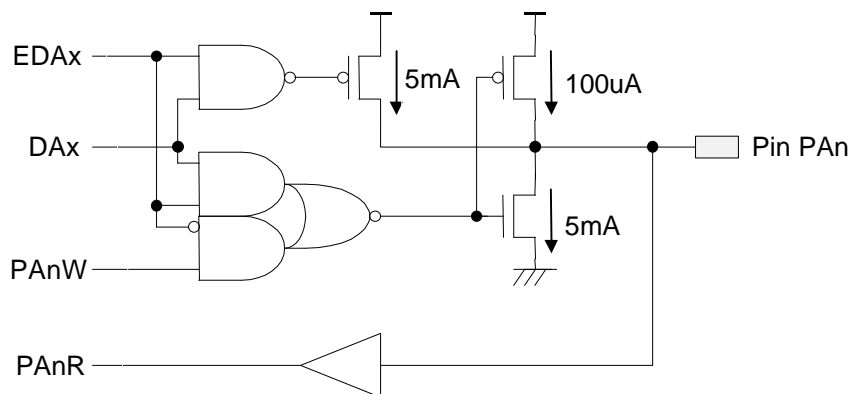 EDAx
5mA
100uA
DAx
Pin PAn
5mA
PAnW
PAnR